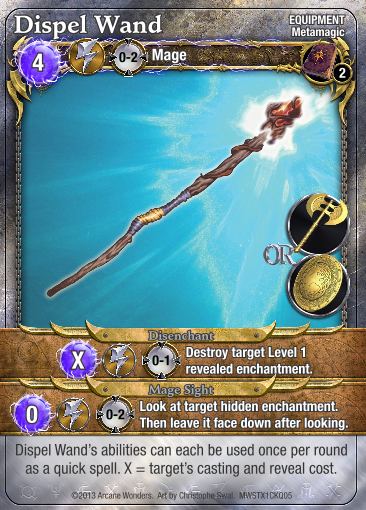 Dispel Wand
EQUIPMENT
Metamagic
4
0-2
Mage
2
OR
Disenchant
X
0-1
Destroy target Level 1
revealed enchantment.
Mage Sight
0
0-2
Look at target hidden enchantment.
Then leave it face down after looking.
Dispel Wand's abilities can each be used once per round
as a quick spell. X = target's casting and reveal cost.
©2013 Arcane Wonders. Art by Christophe Swal. MWSTX1CKQ05